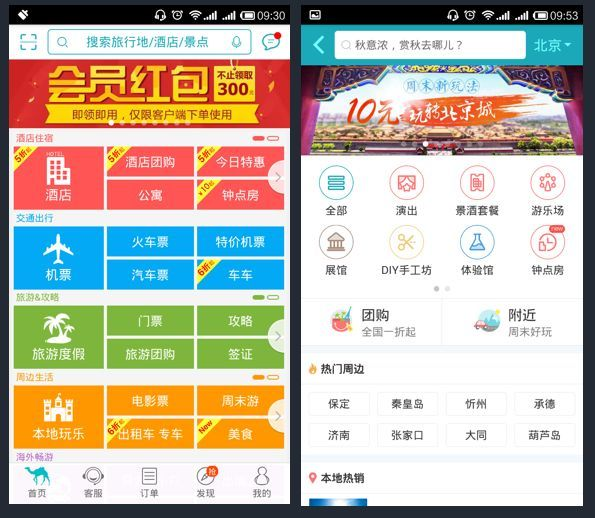 09:30
搜索旅行地/酒店/景点
会员红包
不止领取
300元
即领即用，仅限客户端下单使用
酒店住宿
5折起
HOTEL
酒店
5折起
酒店团购
5折起
今日特惠
公寓
¥10起
钟点房
交通出行
机票
火车票
特价机票
汽车票
6折起
车车
旅游&攻略
旅游度假
门票
攻略
旅游团购
签证
周边生活
本地玩乐
电影票
周末游
6折起
出租车 专车
New
美食
海外畅游
首页
客服
订单
抢
发现
我的
09:53
秋意浓，赏秋去哪儿？
北京
周末新玩法
10元玩转北京城
全部
演出
景酒套餐
游乐场
展馆
DIY手工坊
体验馆
new
钟点房
团购
全国一折起
附近
周末好玩
热门周边
保定
秦皇岛
忻州
承德
济南
张家口
大同
葫芦岛
本地热销